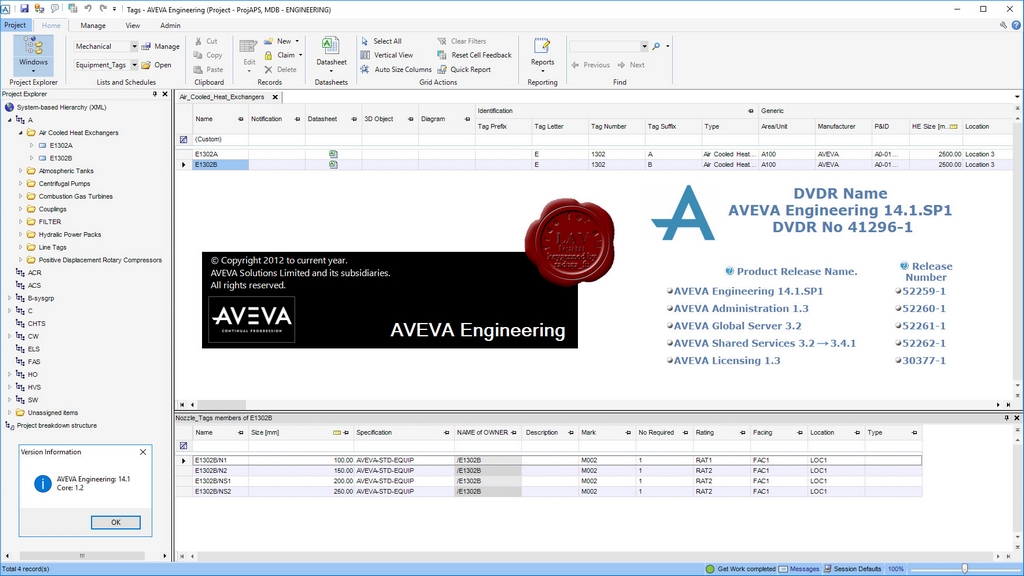 Tags - AVEVA Engineering (Project - ProjAPS, MDB - ENGINEERING)
Project Home Manage View Admin
Windows
Project Explorer
Mechanical Manage
Equipment_Tags Open
Lists and Schedules
Cut
Copy
Paste
Clipboard
Edit
New
Claim
Delete
Records
Datasheet
Datasheets
Select All
Vertical View
Auto Size Columns
Clear Filters
Reset Cell Feedback
Quick Report
Grid Actions
Reports
Reporting
Previous Next
Find
Project Explorer
System-based Hierarchy (XML)
A
Air Cooled Heat Exchangers
E1302A
E1302B
Atmospheric Tanks
Centrifugal Pumps
Combustion Gas Turbines
Couplings
FILTER
Hydralic Power Packs
Line Tags
Positive Displacement Rotary Compressors
ACR
ACS
B-sysgrp
C
CHTS
CW
ELS
FAS
HO
HVS
SW
Unassigned items
Project breakdown structure
Air_Cooled_Heat_Exchangers
Identification Generic
Name Notification Datasheet 3D Object Diagram Tag Prefix Tag Letter Tag Number Tag Suffix Type Area/Unit Manufacturer P&ID HE Size [m... Location
(Custom)
E1302A E 1302 A Air Cooled Heat... A100 AVEVA A0-01... 2500.00 Location 3
E1302B E 1302 B Air Cooled Heat... A100 AVEVA A0-01... 2500.00 Location 3
© Copyright 2012 to current year.
AVEVA Solutions Limited and its subsidiaries.
All rights reserved.
AVEVA
CONTINUAL PROGRESSION
AVEVA Engineering
LAV
team
DVDR Name
AVEVA Engineering 14.1.SP1
DVDR No 41296-1
Product Release Name. Release Number
AVEVA Engineering 14.1.SP1 52259-1
AVEVA Administration 1.3 52260-1
AVEVA Global Server 3.2 52261-1
AVEVA Shared Services 3.2→3.4.1 52262-1
AVEVA Licensing 1.3 30377-1
Nozzle_Tags members of E1302B
Name Size [mm] Specification NAME of OWNER Description Mark No Required Rating Facing Location Type
E1302B/N1 100.00 AVEVA-STD-EQUIP /E1302B M002 1 RAT1 FAC1 LOC1
E1302B/N2 150.00 AVEVA-STD-EQUIP /E1302B M002 1 RAT1 FAC1 LOC1
E1302B/NS1 200.00 AVEVA-STD-EQUIP /E1302B M002 1 RAT2 FAC1 LOC1
E1302B/NS2 250.00 AVEVA-STD-EQUIP /E1302B M002 1 RAT2 FAC1 LOC1
Version Information
AVEVA Engineering: 14.1
Core: 1.2
OK
Total 4 record(s)
Get Work completed Messages Session Defaults 100%